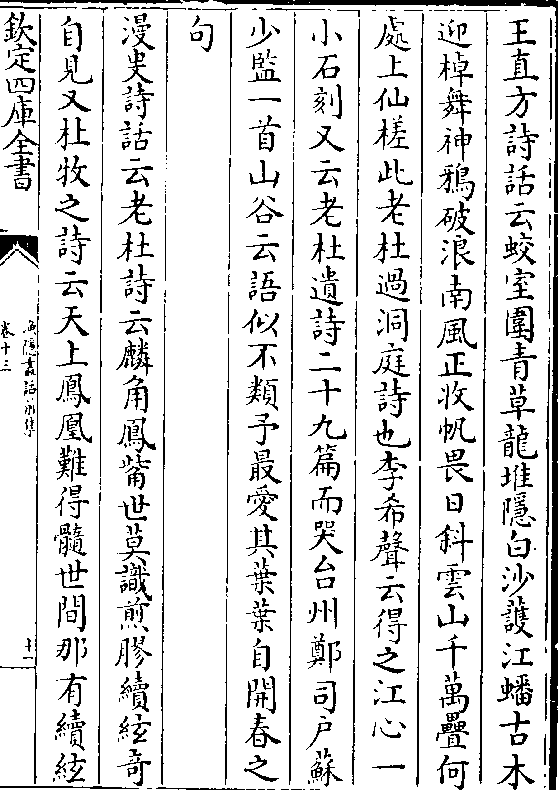 王直方詩話云蛟室圍青草龍堆隱白沙護江蟠古木
迎棹舞神鴉破浪南風正收帆畏日斜雲山千萬疊何
處上仙槎此老杜過洞庭詩也李希聲云得之江心一
小石刻又云老杜遺詩二十九篇而哭台州鄭司戶蘇
少監一首山谷云語似不類予最愛其葉葉自開春之
句
漫叟詩話云老杜詩云麟角鳳觜世莫識煎膠續絃奇
自見又杜牧之詩云天上鳳凰難得髓世間那有續絃
欽定四庫全書
漁隱叢話前集
卷十三
十一